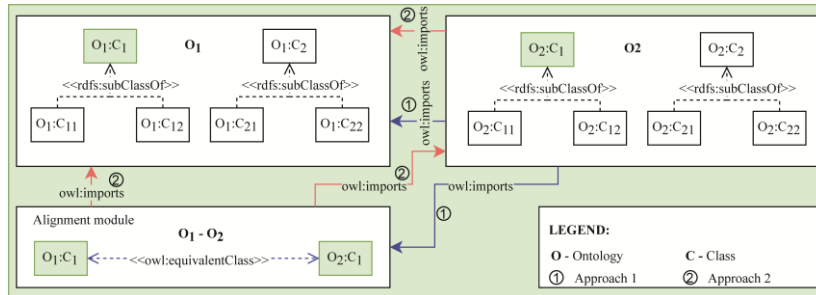 ②
O₁:C₁
O₁
O₁:C₂
<<rdfs:subClassOf>>
<<rdfs:subClassOf>>
O₁:C₁₁
O₁:C₁₂
O₁:C₂₁
O₁:C₂₂
owl:imports
①
owl:imports
O₂:C₁
O2
O₂:C₂
<<rdfs:subClassOf>>
<<rdfs:subClassOf>>
O₂:C₁₁
O₂:C₁₂
O₂:C₂₁
O₂:C₂₂
②
owl:imports
②
owl:imports
owl:imports
①
Alignment module
O₁ - O₂
O₁:C₁
<<owl:equivalentClass>>
O₂:C₁
LEGEND:
O - Ontology
C - Class
① Approach 1
② Approach 2